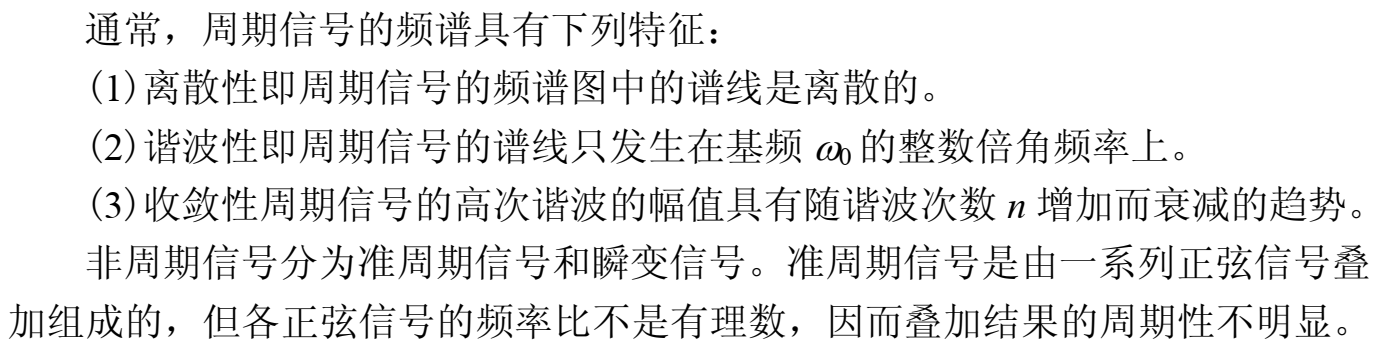 通常，周期信号的频谱具有下列特征：
(1)离散性即周期信号的频谱图中的谱线是离散的。
(2)谐波性即周期信号的谱线只发生在基频 ω₀ 的整数倍角频率上。
(3)收敛性周期信号的高次谐波的幅值具有随谐波次数 n 增加而衰减的趋势。
非周期信号分为准周期信号和瞬变信号。准周期信号是由一系列正弦信号叠
加组成的，但各正弦信号的频率比不是有理数，因而叠加结果的周期性不明显。